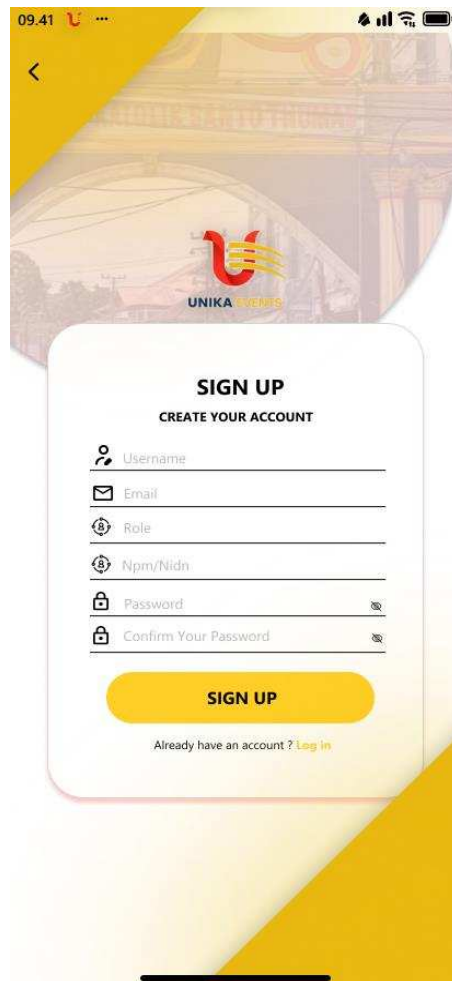 09.41
UNIKA EVENTS
SIGN UP
CREATE YOUR ACCOUNT
Username
Email
Role
Npm/Nidn
Password
Confirm Your Password
SIGN UP
Already have an account ? Log in